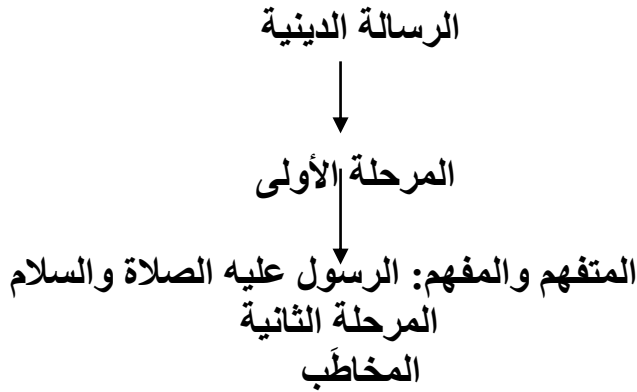 الرسالة الدينية
المرحلة الأولى
المتفهم والمفهم: الرسول عليه الصلاة والسلام
المرحلة الثانية
المخاطَب